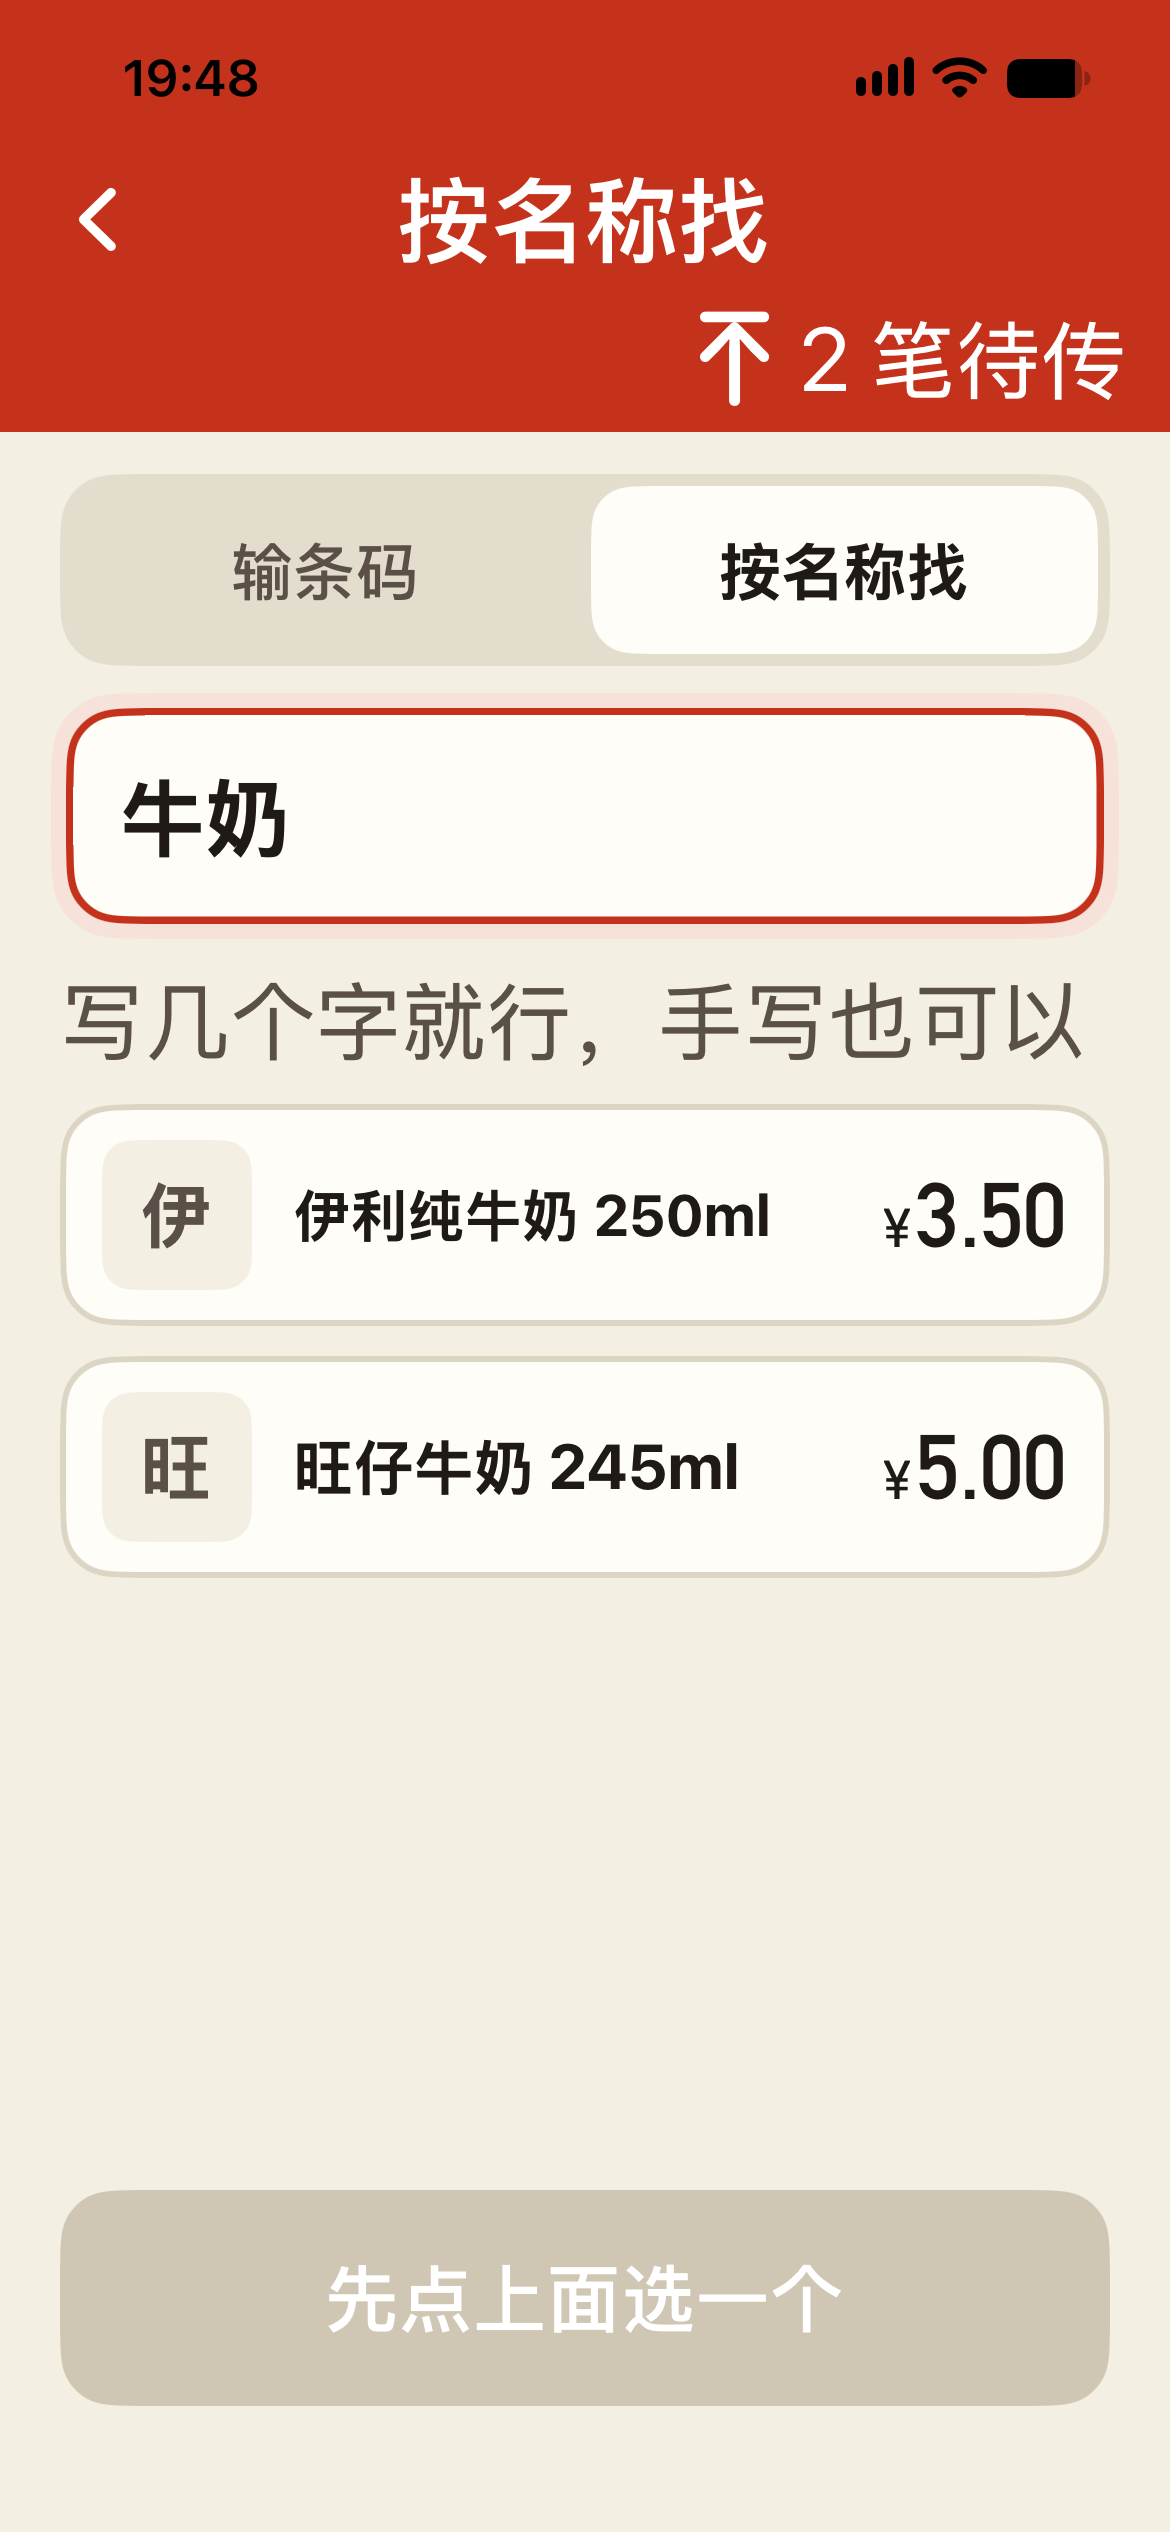 19:48
按名称找
2 笔待传
输条码
按名称找
牛奶
写几个字就行，手写也可以
伊 伊利纯牛奶 250ml ¥3.50
旺 旺仔牛奶 245ml ¥5.00
先点上面选一个